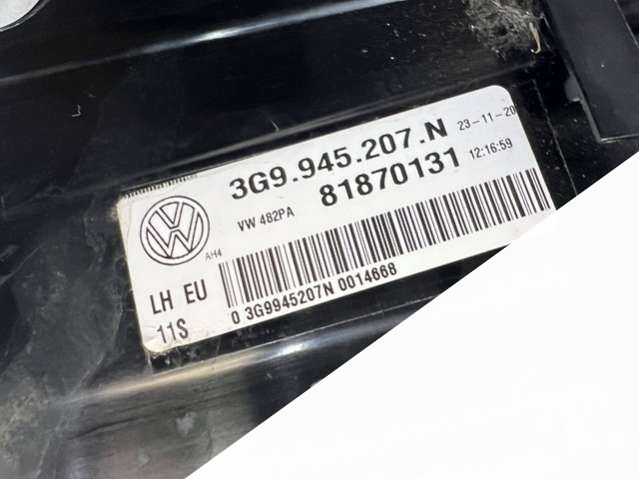 3G9.945.207.N 23-11-20
VW 482PA 81870131 12:16:59
AH4
LH EU
11S
0 3G9945207N 0014668